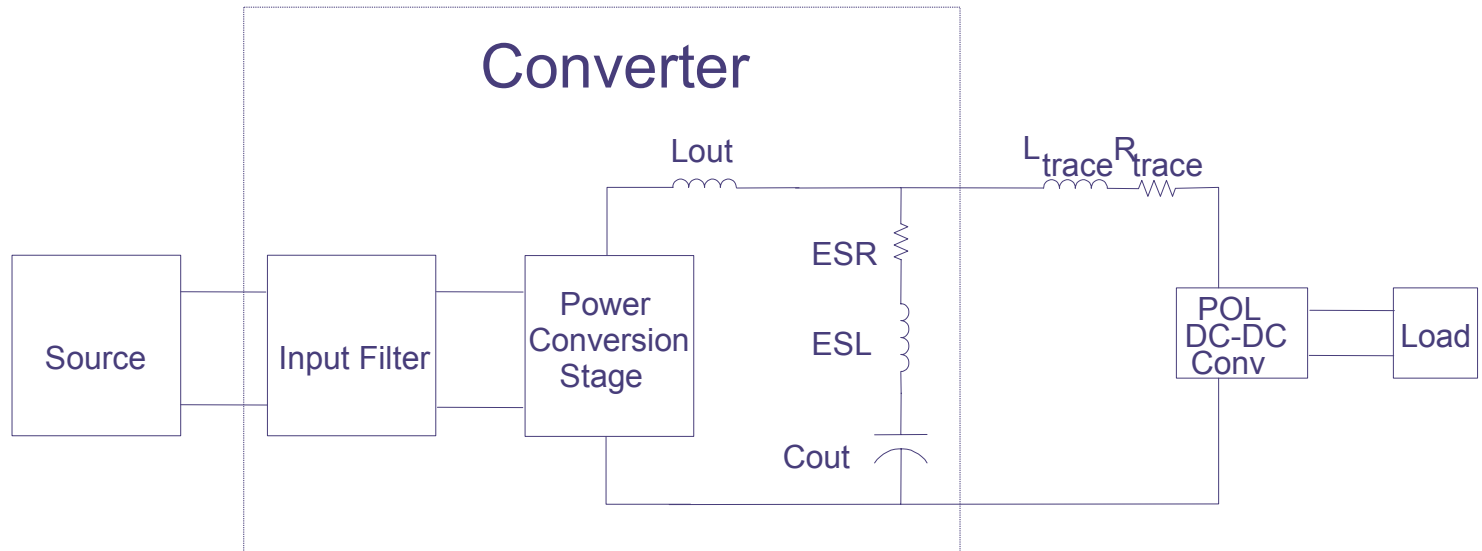 Converter
Lout
Ltrace Rtrace
ESR
ESL
Cout
Source
Input Filter
Power
Conversion
Stage
POL
DC-DC
Conv
Load